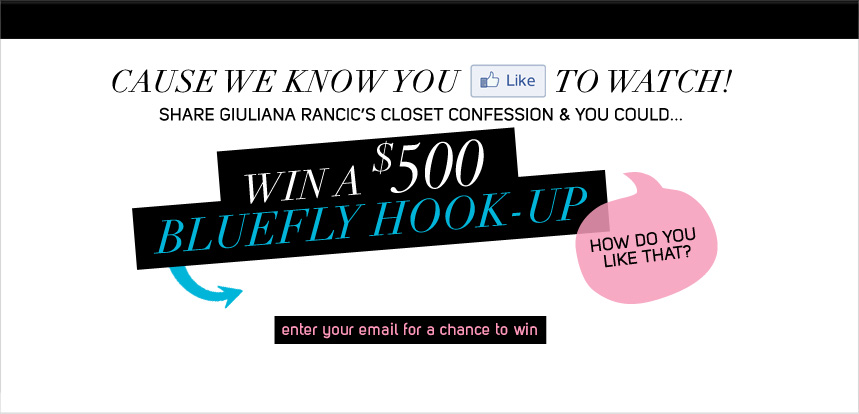 CAUSE WE KNOW YOU Like TO WATCH!
SHARE GIULIANA RANCIC'S CLOSET CONFESSION & YOU COULD...
WIN A $500
BLUEFLY HOOK-UP
HOW DO YOU
LIKE THAT?
enter your email for a chance to win